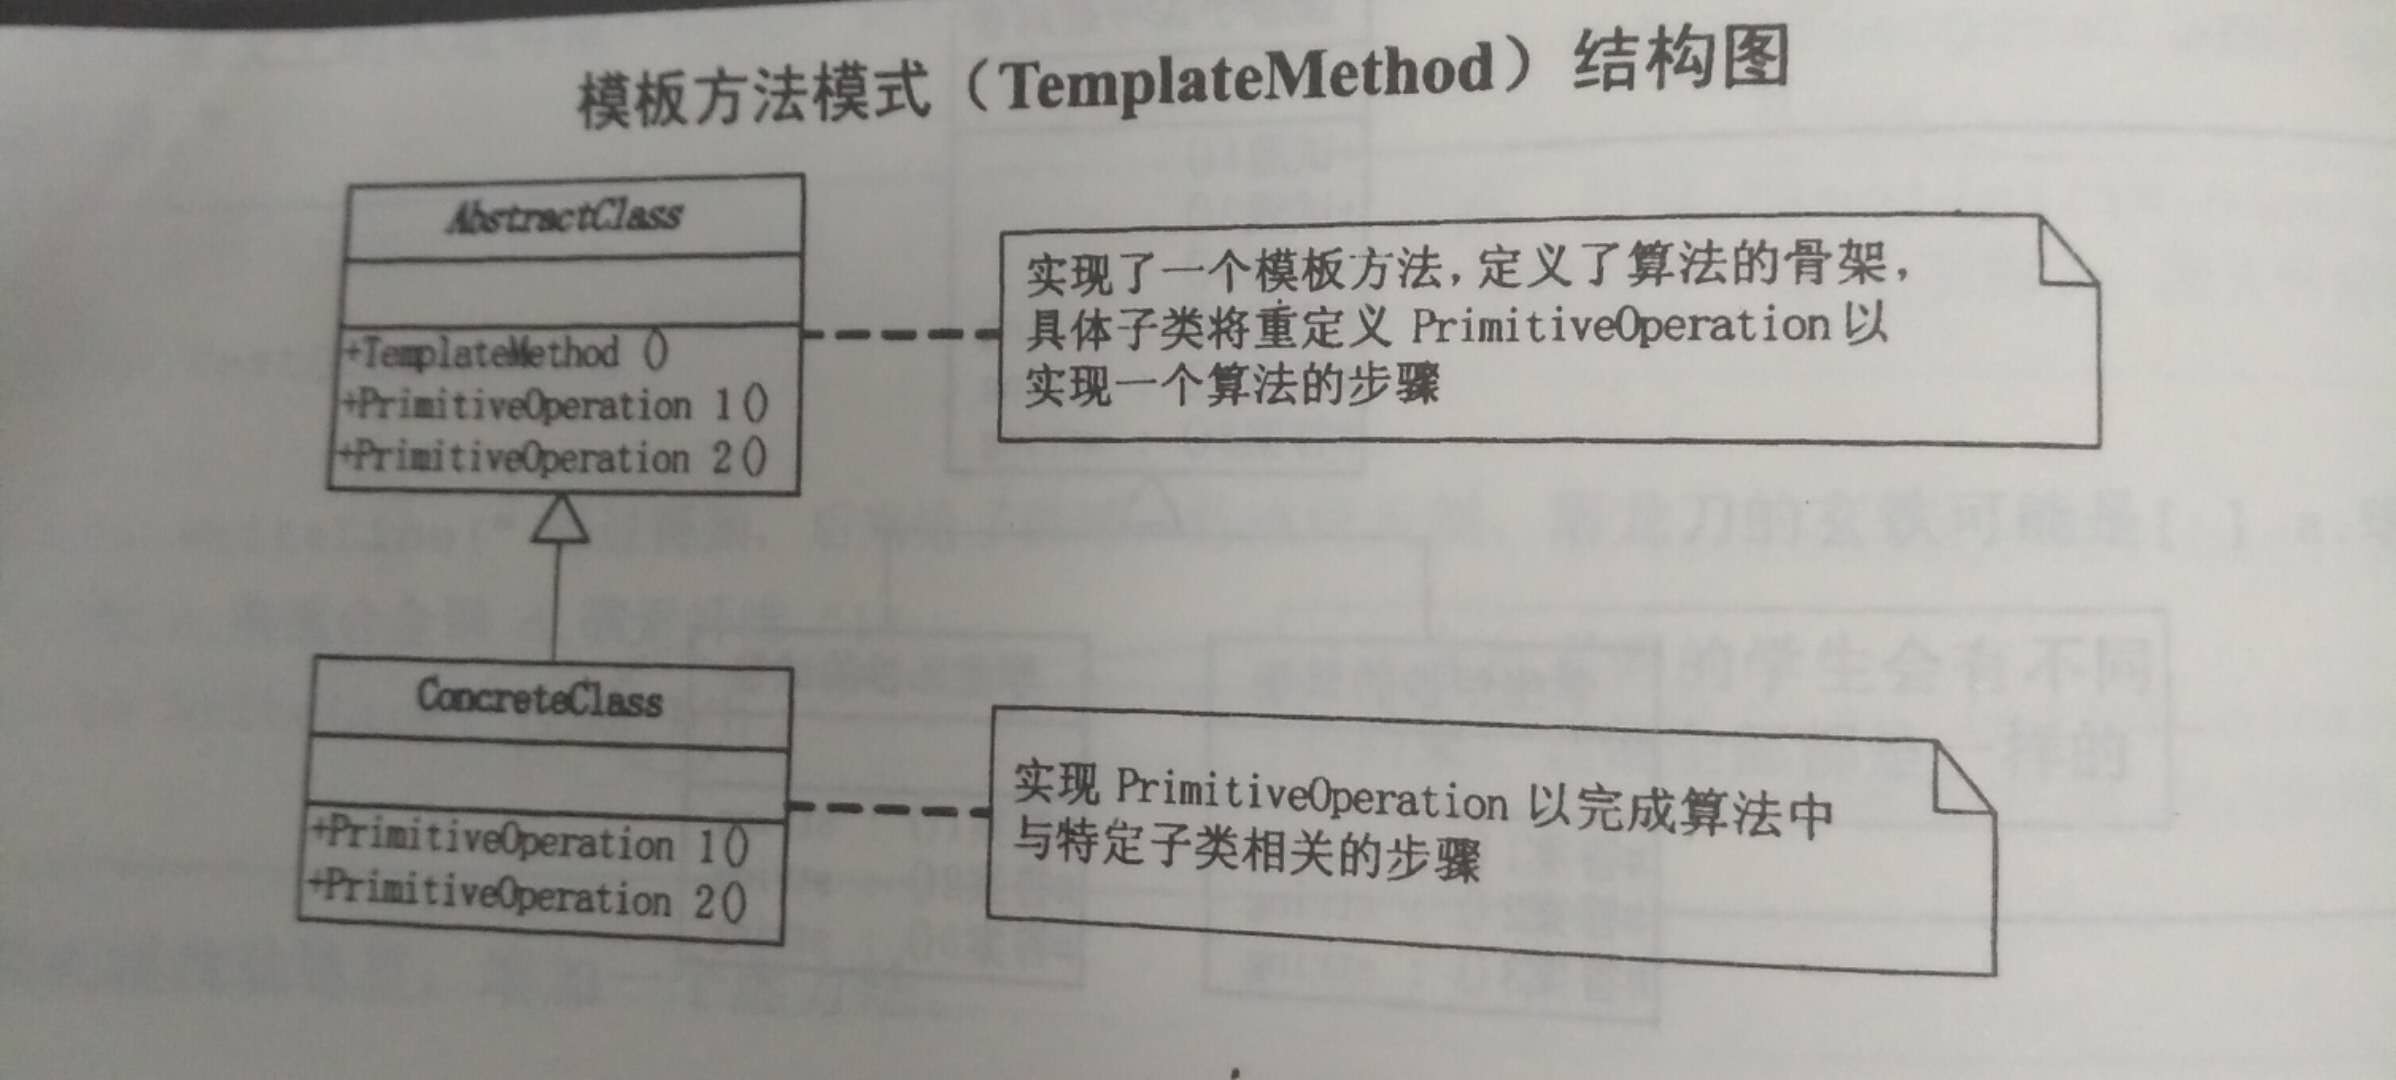 模板方法模式（TemplateMethod）结构图
AbstractClass
+TemplateMethod ()
+PrimitiveOperation 1()
+PrimitiveOperation 2()
实现了一个模板方法，定义了算法的骨架，
具体子类将重定义 PrimitiveOperation 以
实现一个算法的步骤
ConcreteClass
+PrimitiveOperation 1()
+PrimitiveOperation 2()
实现 PrimitiveOperation 以完成算法中
与特定子类相关的步骤